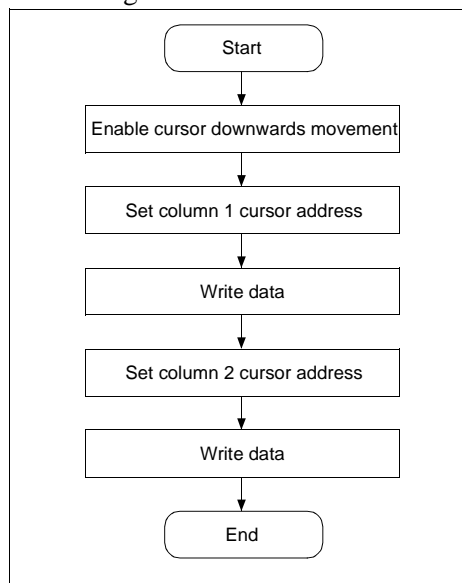 Start
Enable cursor downwards movement
Set column 1 cursor address
Write data
Set column 2 cursor address
Write data
End